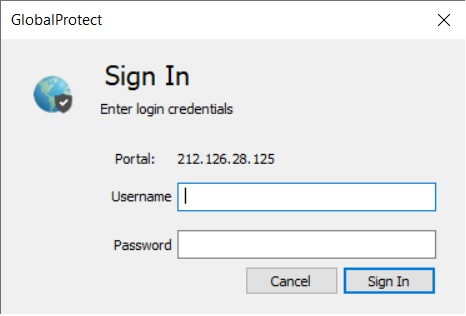 GlobalProtect
Sign In
Enter login credentials
Portal: 212.126.28.125
Username
Password
Cancel Sign In